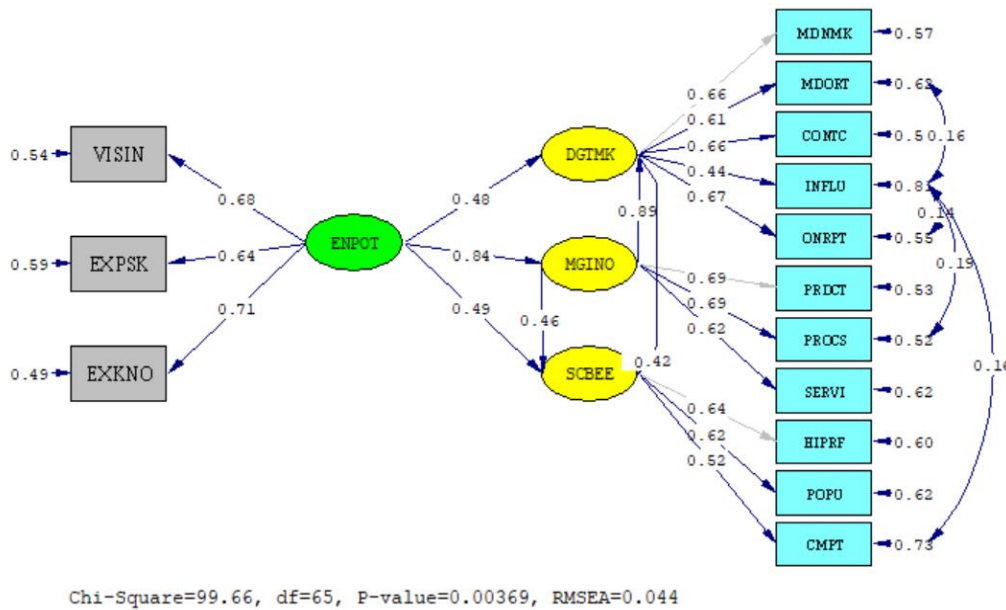 MDNMK 0.57
0.66
MDORT 0.62
0.61
CONTC 0.5 0.16
0.66
0.54 VISIN
DGTMK
0.44
INFLU 0.81
0.68
0.48
0.89
0.67
0.14
ENPOT
ONRPT 0.55
0.59 EXPSK
0.64
0.84
MGINO
0.69
0.19
PRDCT 0.53
0.69
0.71
0.49
0.46
0.62
PROCS 0.52
0.49 EXKNO
SCBEE
0.42
0.16
SERVI 0.62
0.64
0.62
HIPRF 0.60
0.52
POPU 0.62
CMPT 0.73
Chi-Square=99.66, df=65, P-value=0.00369, RMSEA=0.044